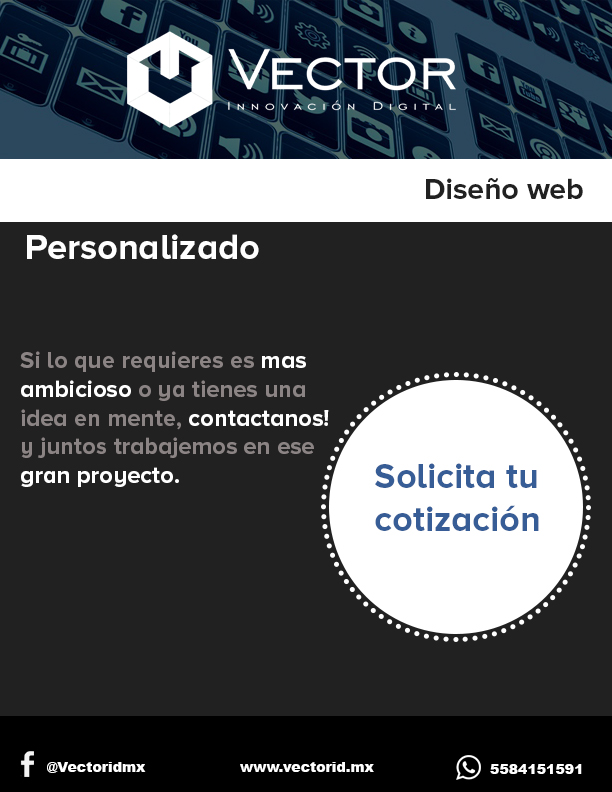 VECTOR
INNOVACIÓN DIGITAL
Diseño web
Personalizado
Si lo que requieres es mas
ambicioso o ya tienes una
idea en mente, contactanos!
y juntos trabajemos en ese
gran proyecto.
Solicita tu
cotización
@Vectoridmx
www.vectorid.mx
5584151591